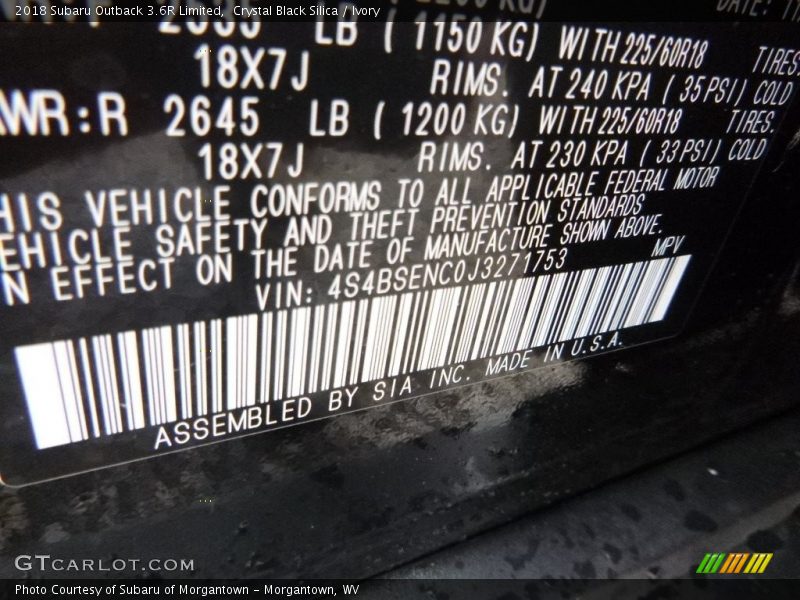 2018 Subaru Outback 3.6R Limited, Crystal Black Silica / Ivory
LB ( 1150 KG) WITH 225/60R18 TIRES
18X7J RIMS. AT 240 KPA ( 35 PSI) COLD
AWR:R 2645 LB ( 1200 KG) WITH 225/60R18 TIRES.
18X7J RIMS. AT 230 KPA ( 33 PSI) COLD
HIS VEHICLE CONFORMS TO ALL APPLICABLE FEDERAL MOTOR
EHICLE SAFETY AND THEFT PREVENTION STANDARDS
N EFFECT ON THE DATE OF MANUFACTURE SHOWN ABOVE.
VIN: 4S4BSENC0J3271753 MPV
ASSEMBLED BY SIA INC. MADE IN U.S.A.
GTCARLOT.COM
Photo Courtesy of Subaru of Morgantown - Morgantown, WV